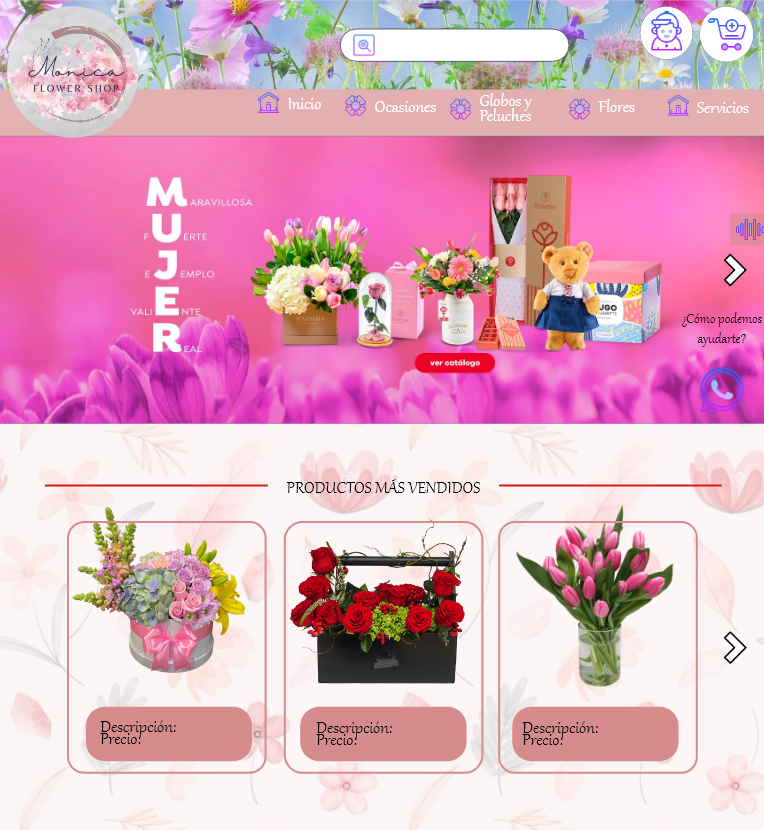 Monica
FLOWER SHOP
Inicio
Ocasiones
Globos y
Peluches
Flores
Servicios
MARAVILLOSA
FUERTE
EJEMPLO
VALIENTE
REAL
Rosatel
ver catálogo
¿Cómo podemos
ayudarte?
PRODUCTOS MÁS VENDIDOS
Descripción:
Precio:
Descripción:
Precio:
Descripción:
Precio: